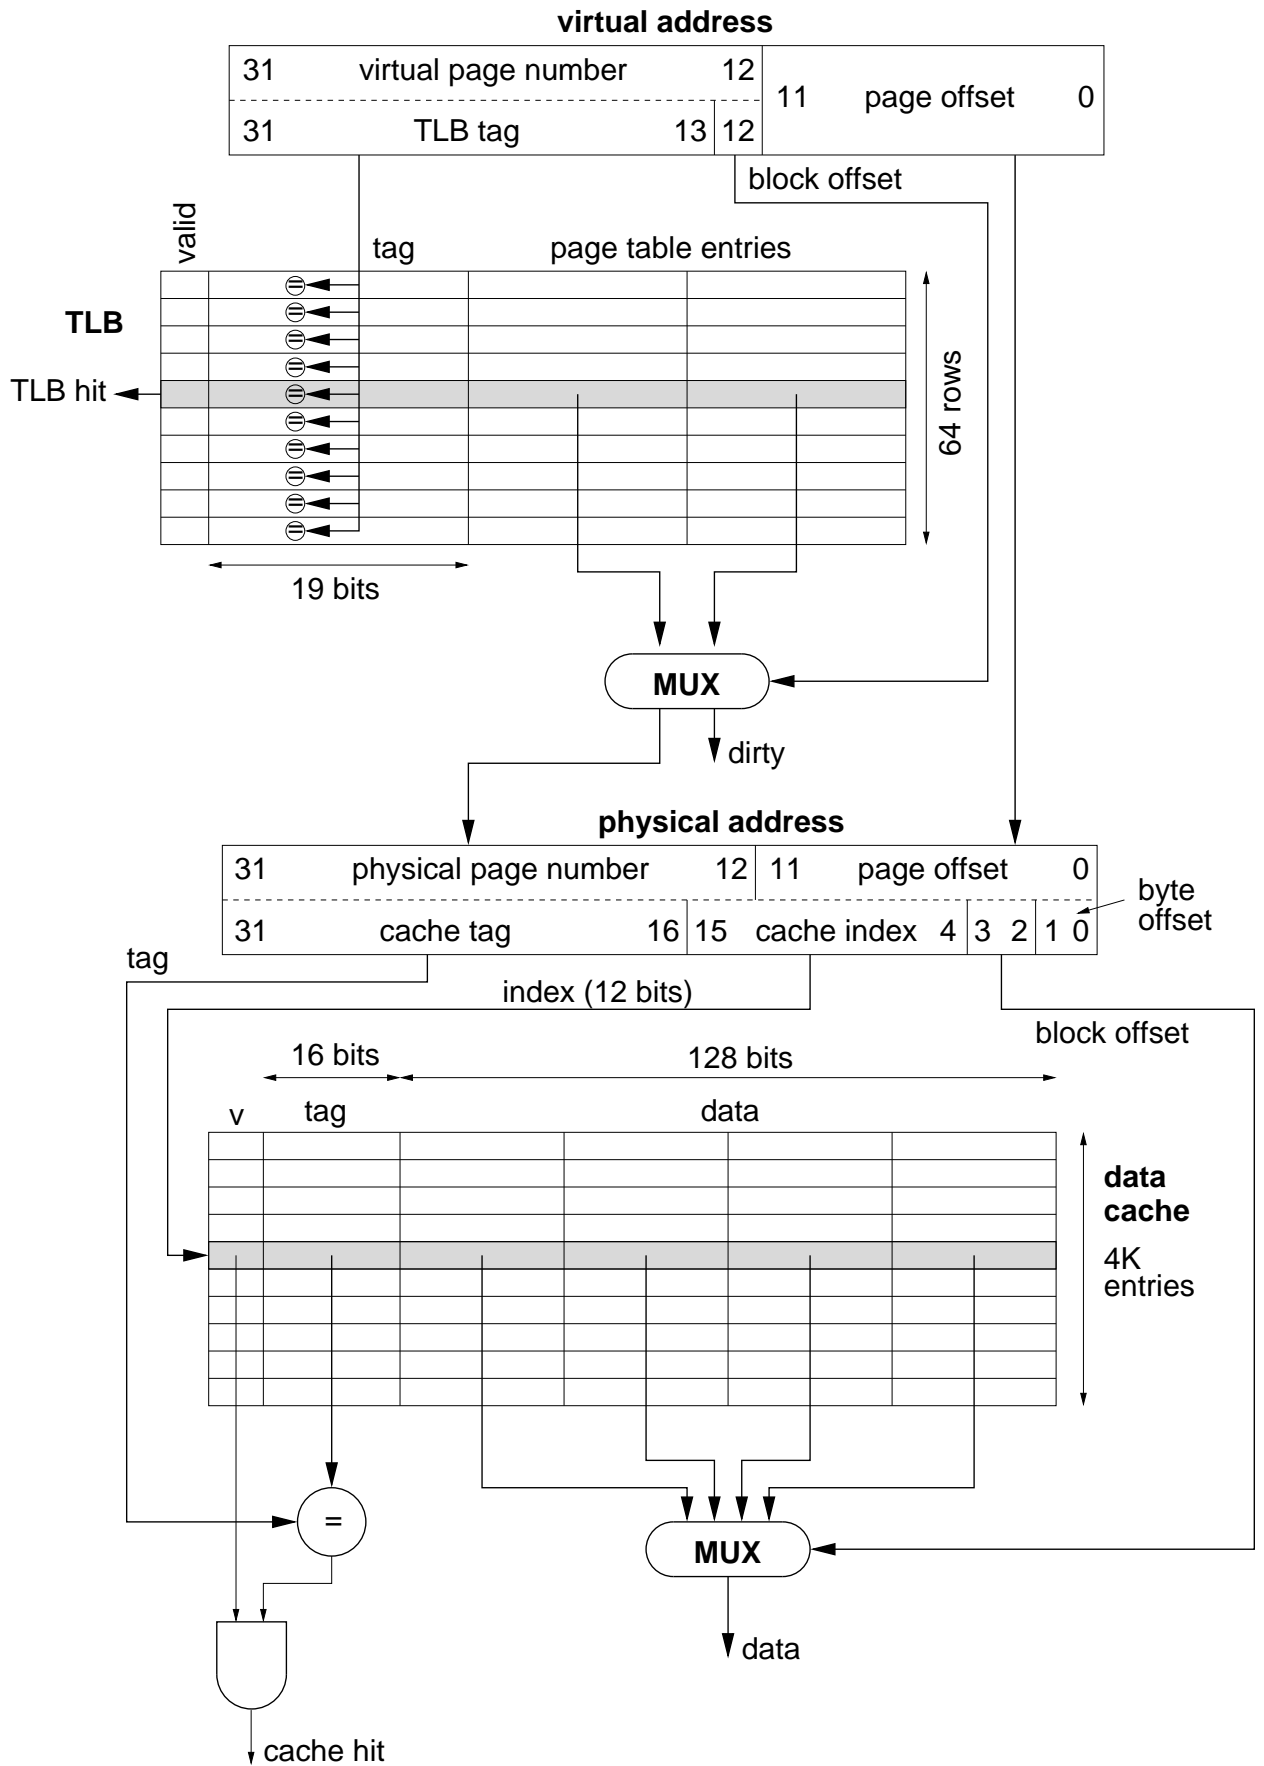 virtual address
31 virtual page number 12
11 page offset 0
31 TLB tag 13 12
block offset
valid
tag
page table entries
TLB
TLB hit
64 rows
19 bits
MUX
dirty
physical address
31 physical page number 12 11 page offset 0
byte
offset
31 cache tag 16 15 cache index 4 3 2 1 0
tag
index (12 bits)
block offset
16 bits
128 bits
v
tag
data
data
cache
4K
entries
=
MUX
data
cache hit